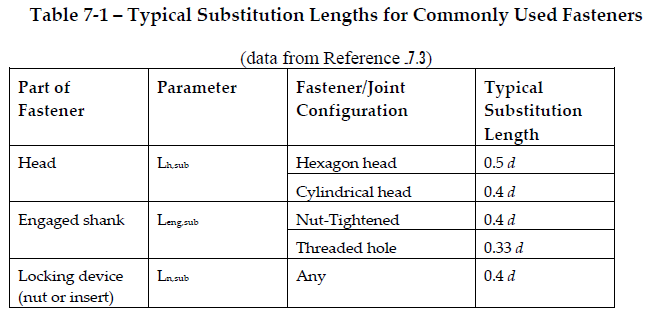 Table 7-1 – Typical Substitution Lengths for Commonly Used Fasteners
(data from Reference .7.3)
Part of Fastener Parameter Fastener/Joint Configuration Typical Substitution Length
Head Lh,sub Hexagon head 0.5 d
Cylindrical head 0.4 d
Engaged shank Leng,sub Nut-Tightened 0.4 d
Threaded hole 0.33 d
Locking device (nut or insert) Ln,sub Any 0.4 d